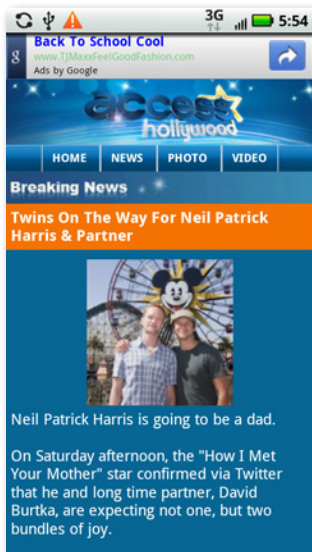 3G 5:54
8
Back To School Cool
www.TJMaxxFeelGoodFashion.com
Ads by Google
access
hollywood
HOME NEWS PHOTO VIDEO
Breaking News
Twins On The Way For Neil Patrick
Harris & Partner
Neil Patrick Harris is going to be a dad.
On Saturday afternoon, the "How I Met
Your Mother" star confirmed via Twitter
that he and long time partner, David
Burtka, are expecting not one, but two
bundles of joy.